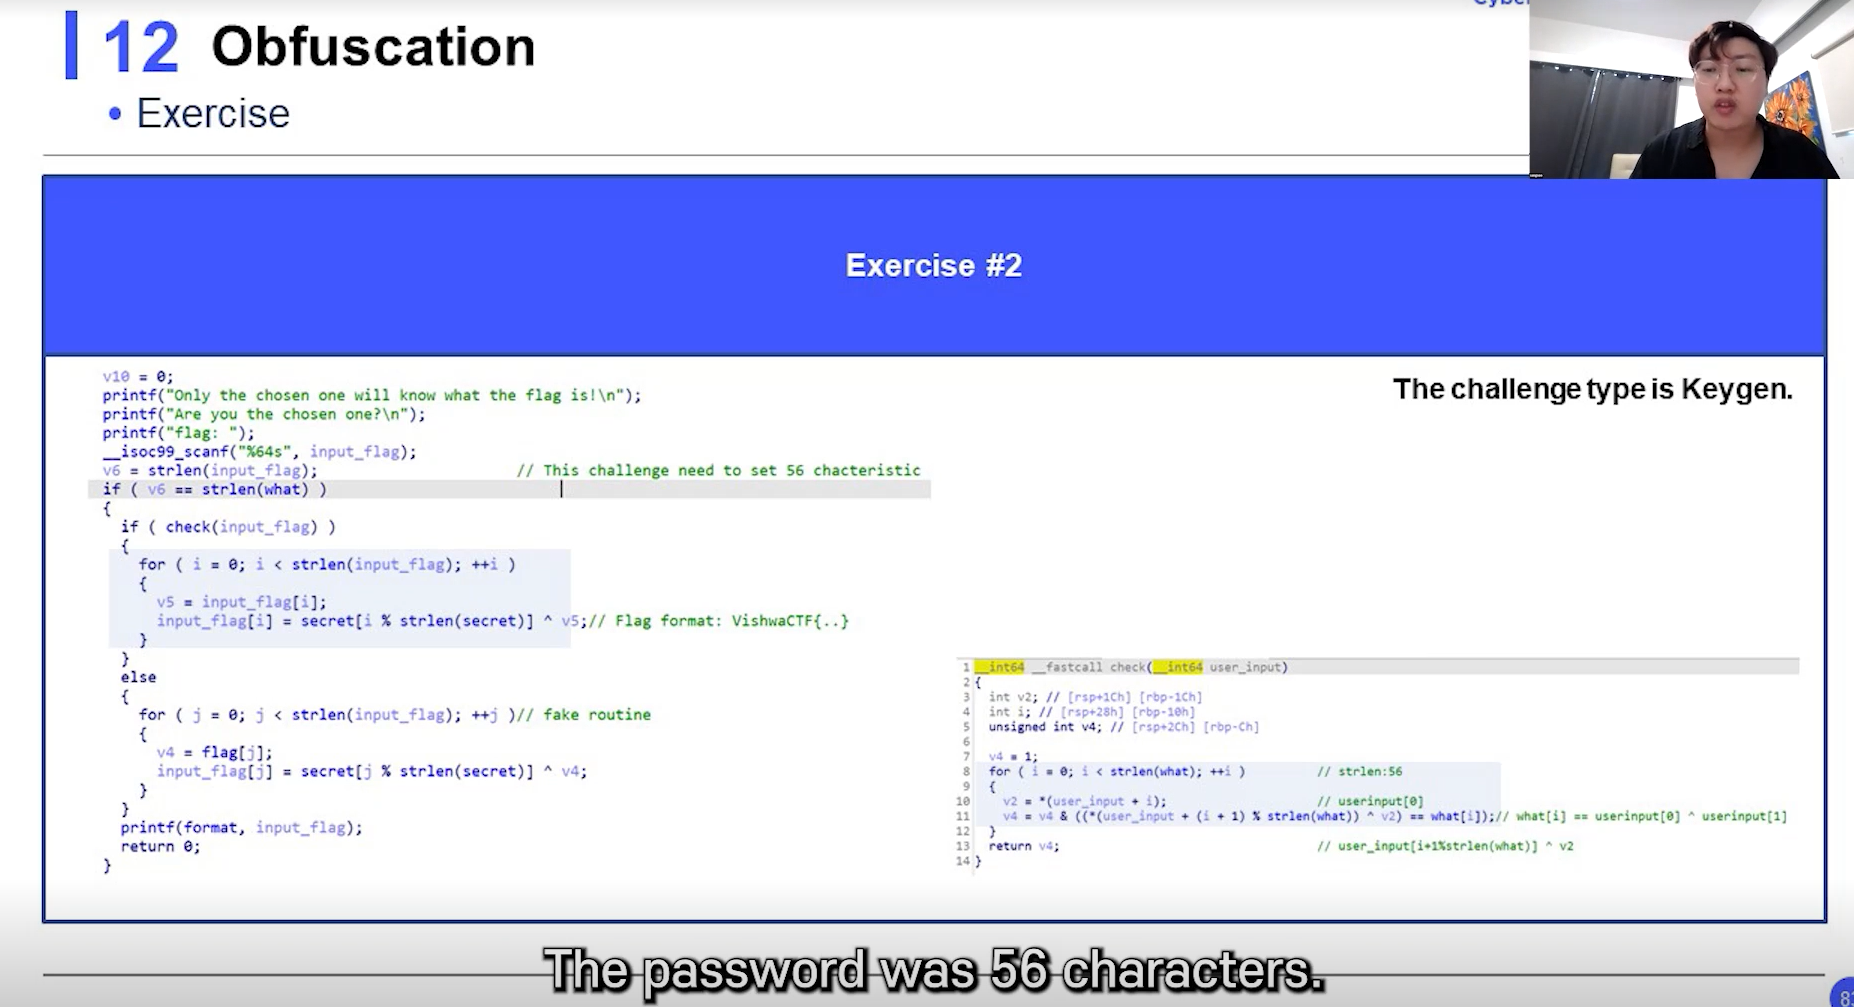 12 Obfuscation
• Exercise
Exercise #2
The challenge type is Keygen.
v10 = 0;
printf("Only the chosen one will know what the flag is!\n");
printf("Are you the chosen one?\n");
printf("flag: ");
__isoc99_scanf("%64s", input_flag);
v6 = strlen(input_flag); // This challenge need to set 56 chacteristic
if ( v6 == strlen(what) )
{
if ( check(input_flag) )
{
for ( i = 0; i < strlen(input_flag); ++i )
{
v5 = input_flag[i];
input_flag[i] = secret[i % strlen(secret)] ^ v5;// Flag format: VishwaCTF{..}
}
}
else
{
for ( j = 0; j < strlen(input_flag); ++j )// fake routine
{
v4 = flag[j];
input_flag[j] = secret[j % strlen(secret)] ^ v4;
}
}
printf(format, input_flag);
return 0;
}
1 __int64 __fastcall check(__int64 user_input)
2 {
3 int v2; // [rsp+1Ch] [rbp-1Ch]
4 int i; // [rsp+28h] [rbp-10h]
5 unsigned int v4; // [rsp+2Ch] [rbp-Ch]
6
7 v4 = 1;
8 for ( i = 0; i < strlen(what); ++i ) // strlen:56
9 {
10 v2 = *(user_input + i); // userinput[0]
11 v4 = v4 & ((*(user_input + (i + 1) % strlen(what)) ^ v2) == what[i]);// what[i] == userinput[0] ^ userinput[1]
12 }
13 return v4; // user_input[i+1%strlen(what)] ^ v2
14 }
The password was 56 characters.